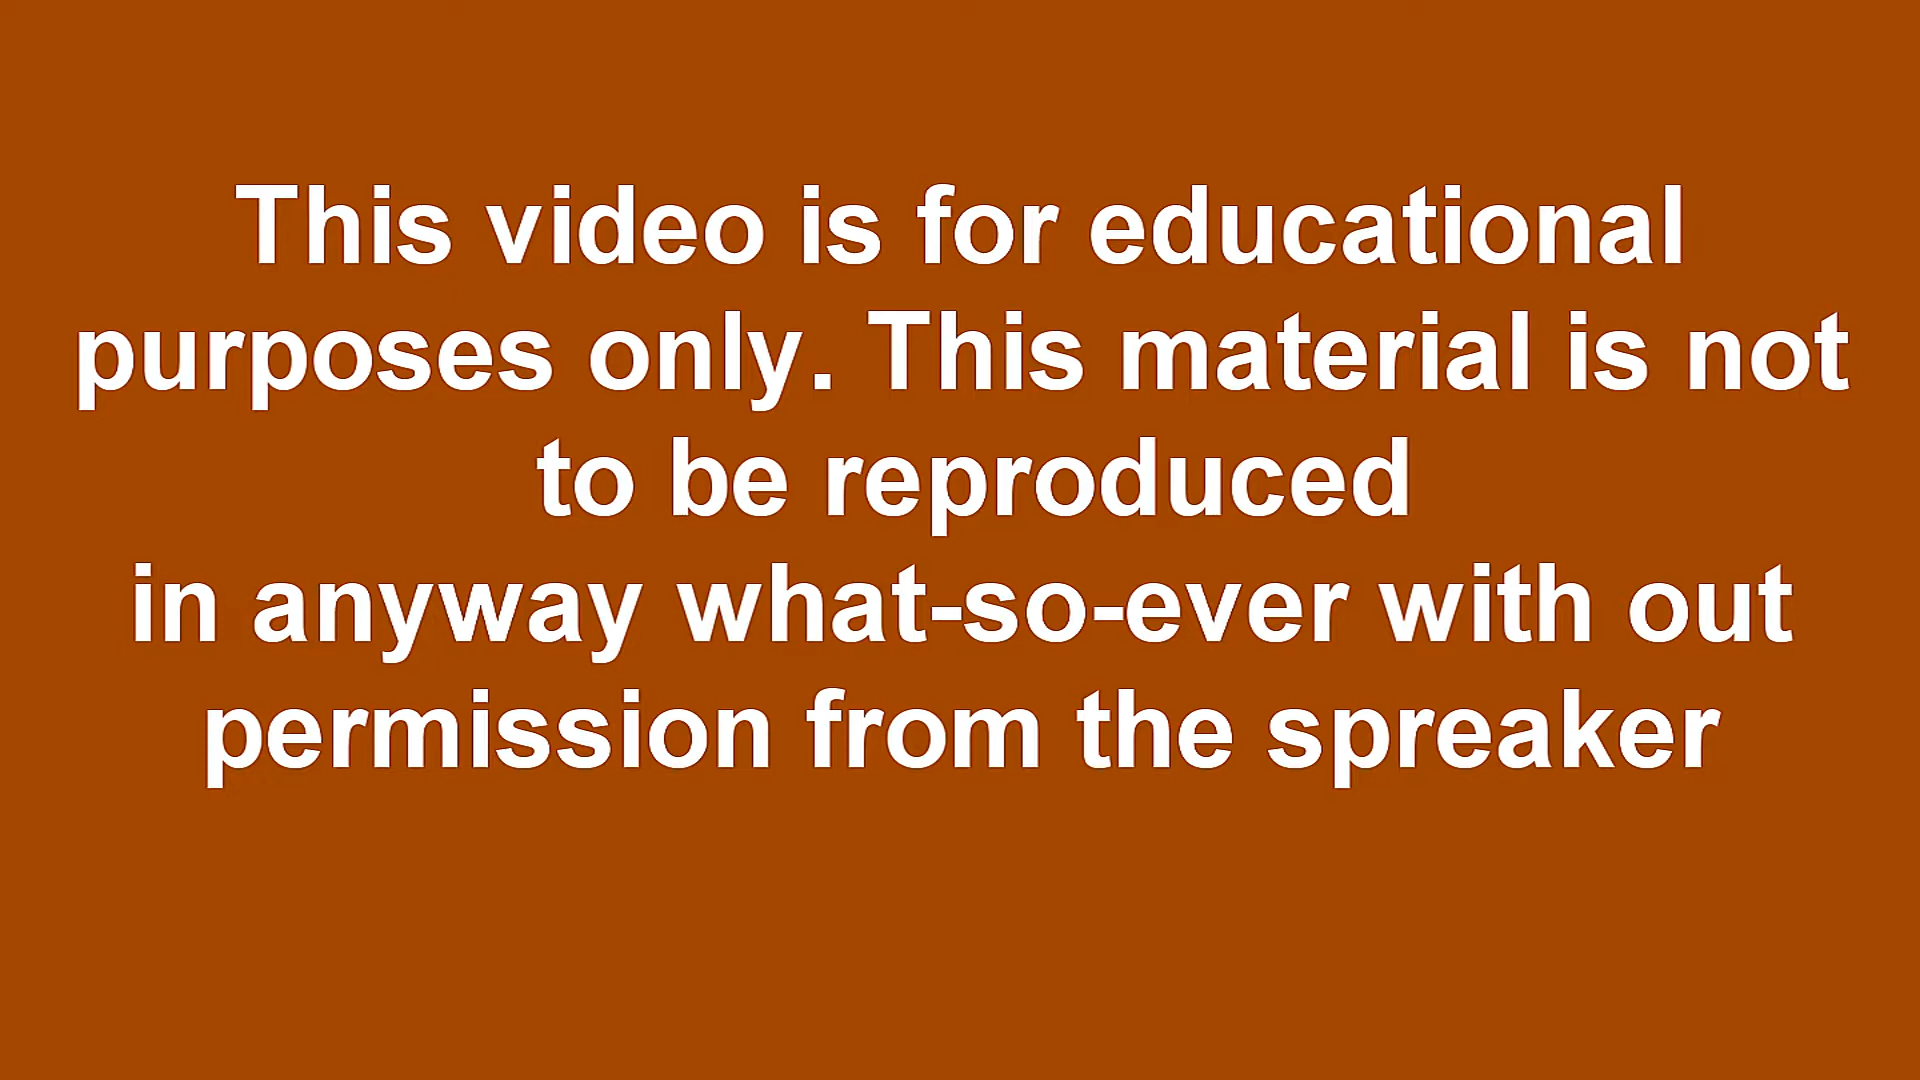 This video is for educational
purposes only. This material is not
to be reproduced
in anyway what-so-ever with out
permission from the spreaker